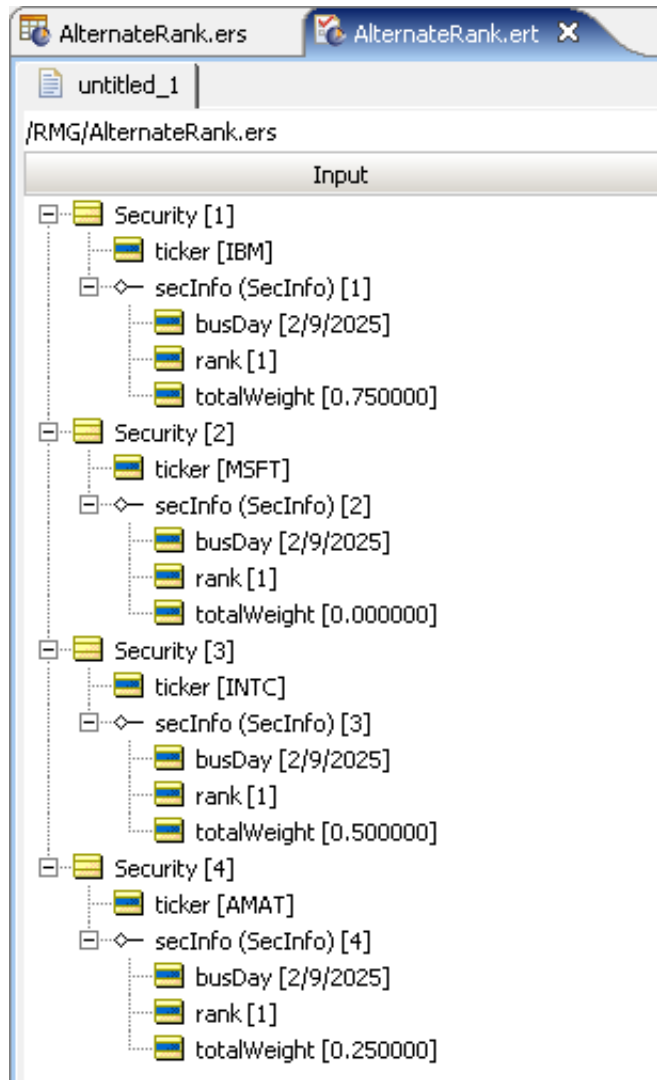 AlternateRank.ers AlternateRank.ert
untitled_1
/RMG/AlternateRank.ers
Input
Security [1]
ticker [IBM]
secInfo (SecInfo) [1]
busDay [2/9/2025]
rank [1]
totalWeight [0.750000]
Security [2]
ticker [MSFT]
secInfo (SecInfo) [2]
busDay [2/9/2025]
rank [1]
totalWeight [0.000000]
Security [3]
ticker [INTC]
secInfo (SecInfo) [3]
busDay [2/9/2025]
rank [1]
totalWeight [0.500000]
Security [4]
ticker [AMAT]
secInfo (SecInfo) [4]
busDay [2/9/2025]
rank [1]
totalWeight [0.250000]